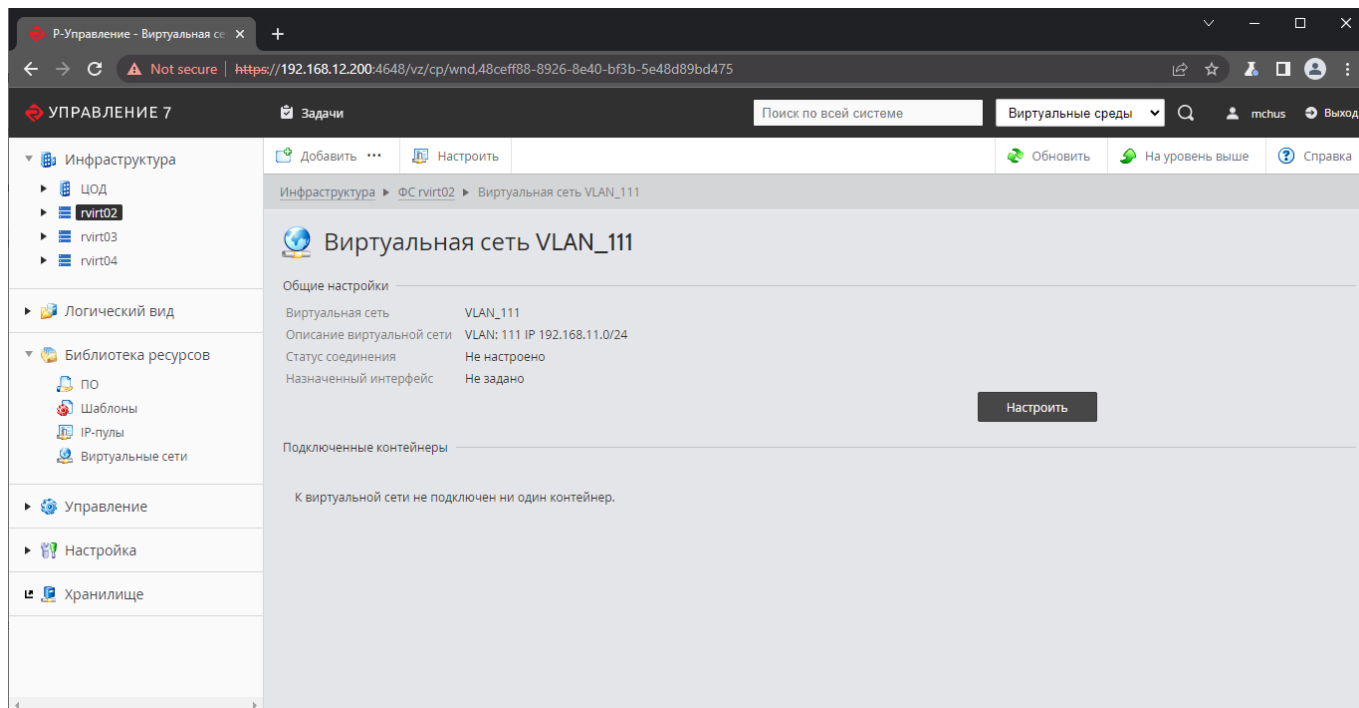 Р-Управление - Виртуальная се
Not secure | https://192.168.12.200:4648/vz/cp/wnd,48ceff88-8926-8e40-bf3b-5e48d89bd475
УПРАВЛЕНИЕ 7
Задачи
Поиск по всей системе
Виртуальные среды
mchus
Выход
Инфраструктура
ЦОД
rvirt02
rvirt03
rvirt04
Логический вид
Библиотека ресурсов
ПО
Шаблоны
IP-пулы
Виртуальные сети
Управление
Настройка
Хранилище
Добавить
Настроить
Обновить
На уровень выше
Справка
Инфраструктура ▶ ФС rvirt02 ▶ Виртуальная сеть VLAN_111
Виртуальная сеть VLAN_111
Общие настройки
Виртуальная сеть VLAN_111
Описание виртуальной сети VLAN: 111 IP 192.168.11.0/24
Статус соединения Не настроено
Назначенный интерфейс Не задано
Настроить
Подключенные контейнеры
К виртуальной сети не подключен ни один контейнер.